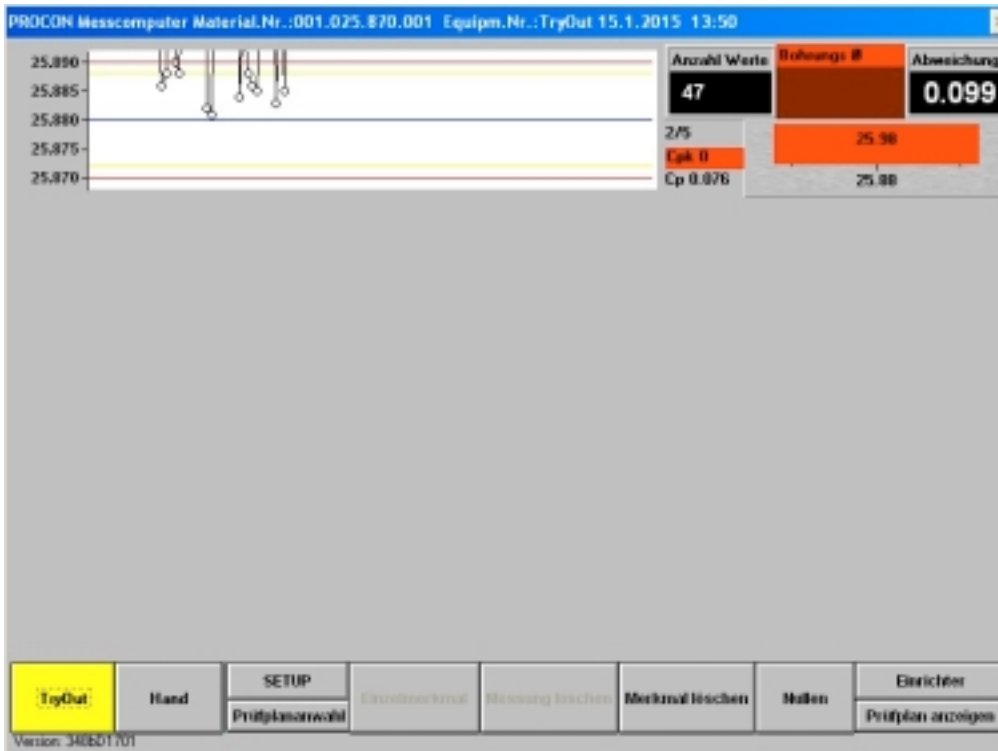 PROCON Messcomputer Material.Nr.:001.025.870.001 Equipm.Nr.:TryOut 15.1.2015 13:50
25.890
25.885
25.880
25.875
25.870
Anzahl Werte
47
Bohrungs Ø
Abweichung
0.099
2/5
Cpk 0
Cp 0.076
25.98
25.88
TryOut
Hand
SETUP
Prüfplananwahl
Einzelmerkmal
Messung löschen
Merkmal löschen
Nullen
Einrichter
Prüfplan anzeigen
Version: 340bD1701